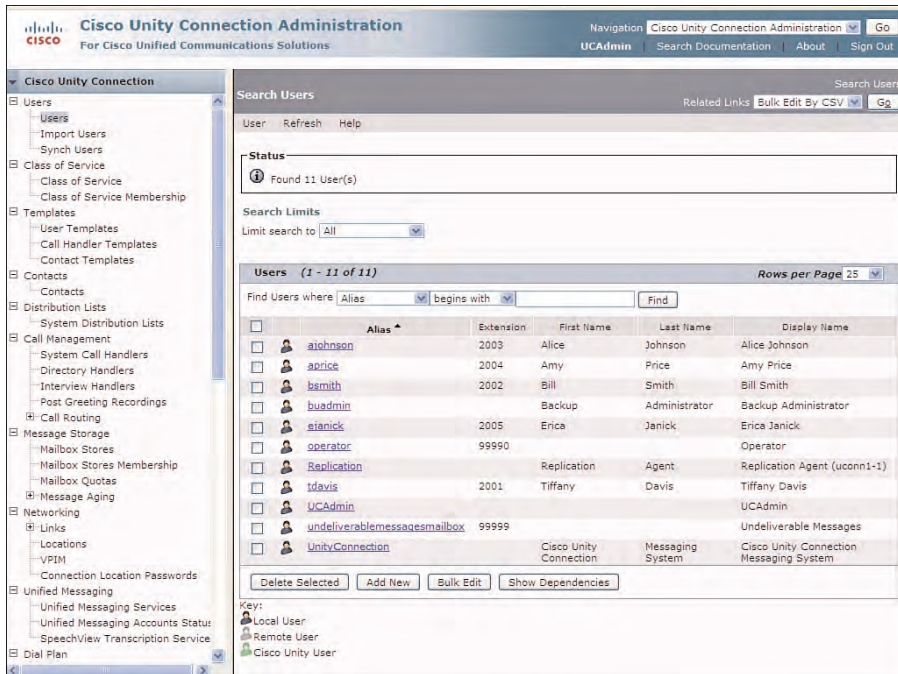 Cisco Unity Connection Administration
For Cisco Unified Communications Solutions
CISCO
Navigation Cisco Unity Connection Administration Go
UCAdmin Search Documentation About Sign Out
Cisco Unity Connection
Users
Users
Import Users
Synch Users
Class of Service
Class of Service
Class of Service Membership
Templates
User Templates
Call Handler Templates
Contact Templates
Contacts
Contacts
Distribution Lists
System Distribution Lists
Call Management
System Call Handlers
Directory Handlers
Interview Handlers
Post Greeting Recordings
Call Routing
Message Storage
Mailbox Stores
Mailbox Stores Membership
Mailbox Quotas
Message Aging
Networking
Links
Locations
VPIM
Connection Location Passwords
Unified Messaging
Unified Messaging Services
Unified Messaging Accounts Status
SpeechView Transcription Service
Dial Plan
Search Users
Search Users
Related Links Bulk Edit By CSV Go
User Refresh Help
Status
Found 11 User(s)
Search Limits
Limit search to All
Users (1 - 11 of 11) Rows per Page 25
Find Users where Alias begins with Find
Alias Extension First Name Last Name Display Name
ajohnson 2003 Alice Johnson Alice Johnson
aprice 2004 Amy Price Amy Price
bsmith 2002 Bill Smith Bill Smith
buadmin Backup Administrator Backup Administrator
ejanick 2005 Erica Janick Erica Janick
operator 99990 Operator
Replication Replication Agent Replication Agent (uconn1-1)
tdavis 2001 Tiffany Davis Tiffany Davis
UCAdmin UCAdmin
undeliverablemessagesmailbox 99999 Undeliverable Messages
UnityConnection Cisco Unity Connection Messaging System Cisco Unity Connection Messaging System
Delete Selected Add New Bulk Edit Show Dependencies
Key:
Local User
Remote User
Cisco Unity User